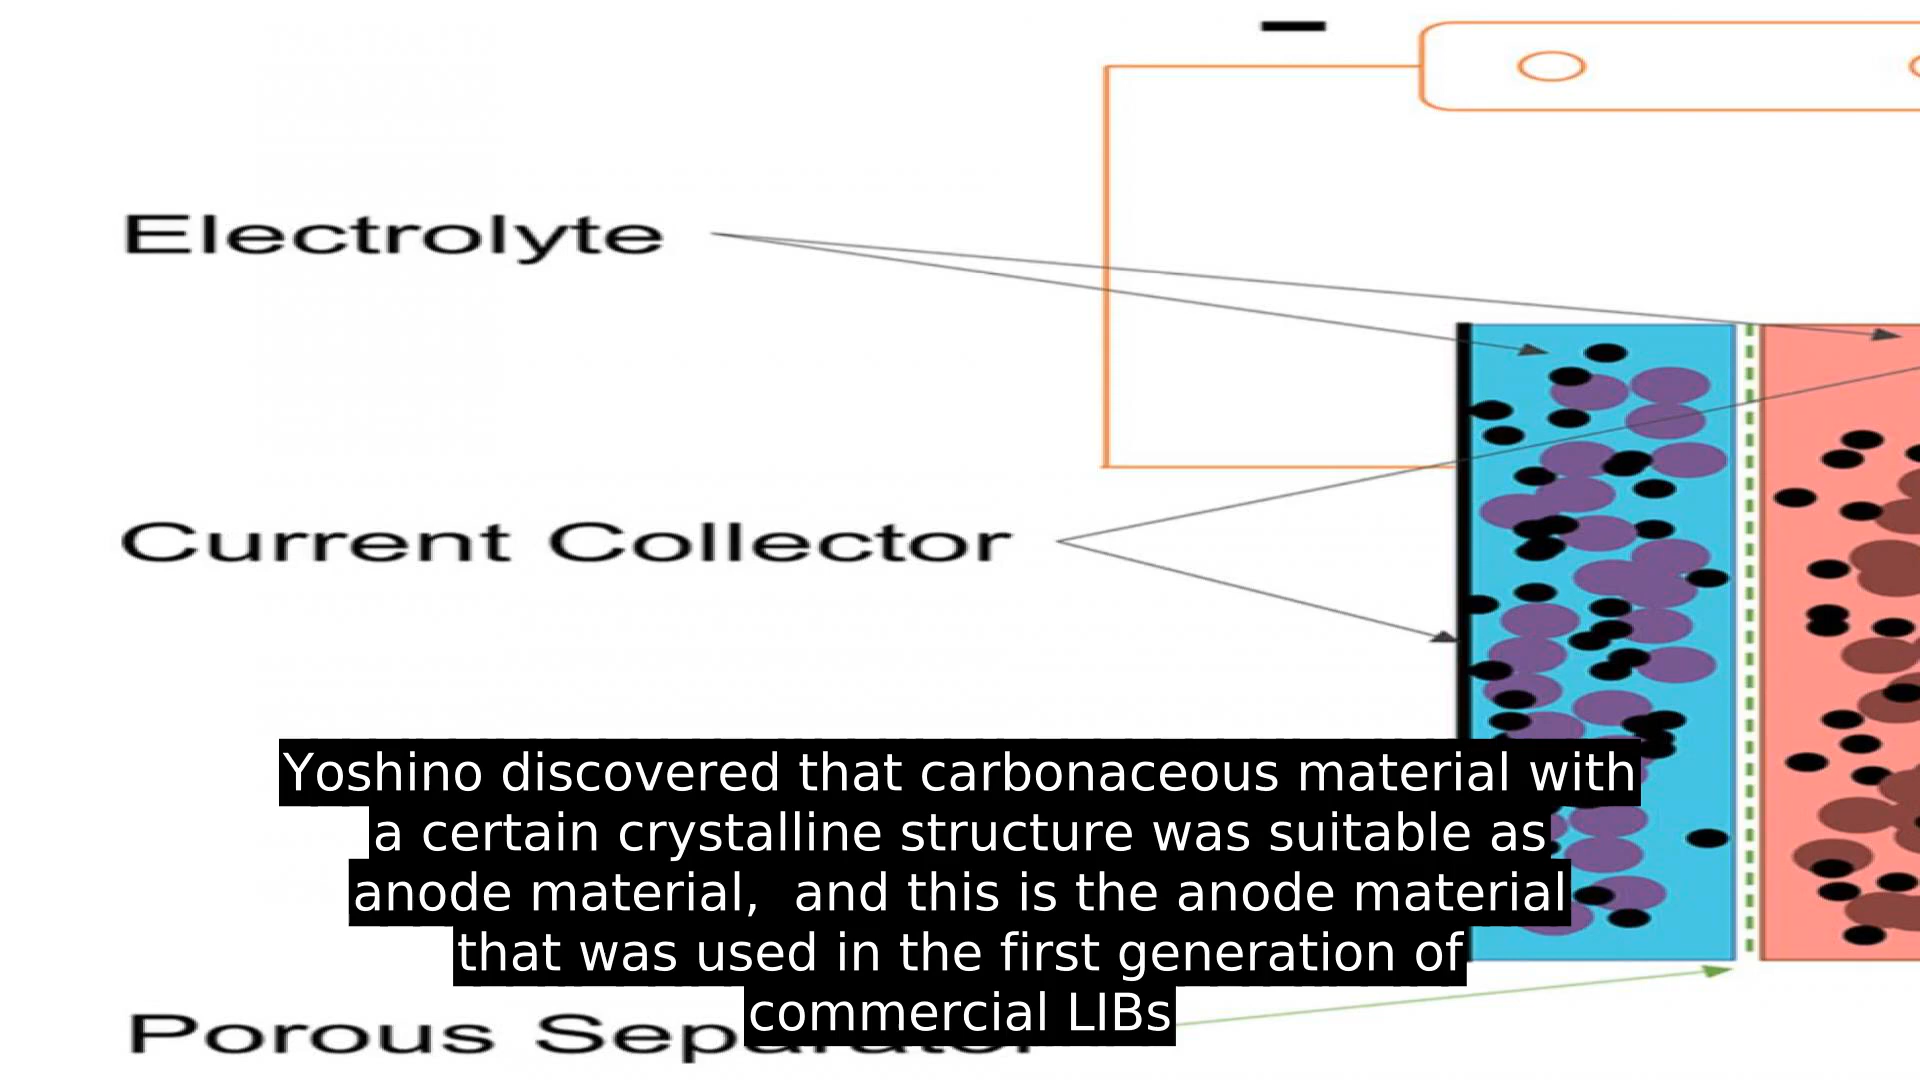 Electrolyte
Current Collector
Yoshino discovered that carbonaceous material with
a certain crystalline structure was suitable as
anode material,  and this is the anode material
that was used in the first generation of
commercial LIBs
Porous Separator